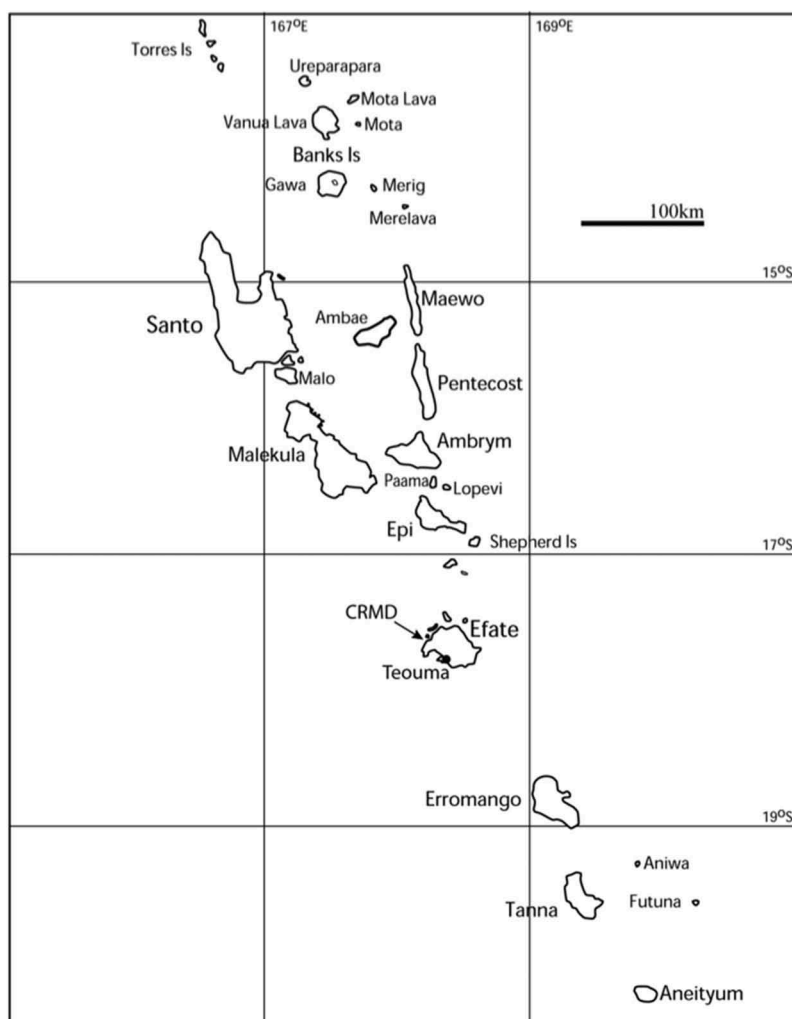 167°E
169°E
Torres Is
Ureparapara
Mota Lava
Vanua Lava
Mota
Banks Is
Gawa
Merig
Merelava
100km
15°S
Maewo
Ambae
Santo
Malo
Pentecost
Ambrym
Malekula
Paama
Lopevi
Epi
Shepherd Is
17°S
CRMD
Efate
Teouma
Erromango
19°S
Aniwa
Tanna
Futuna
Aneityum